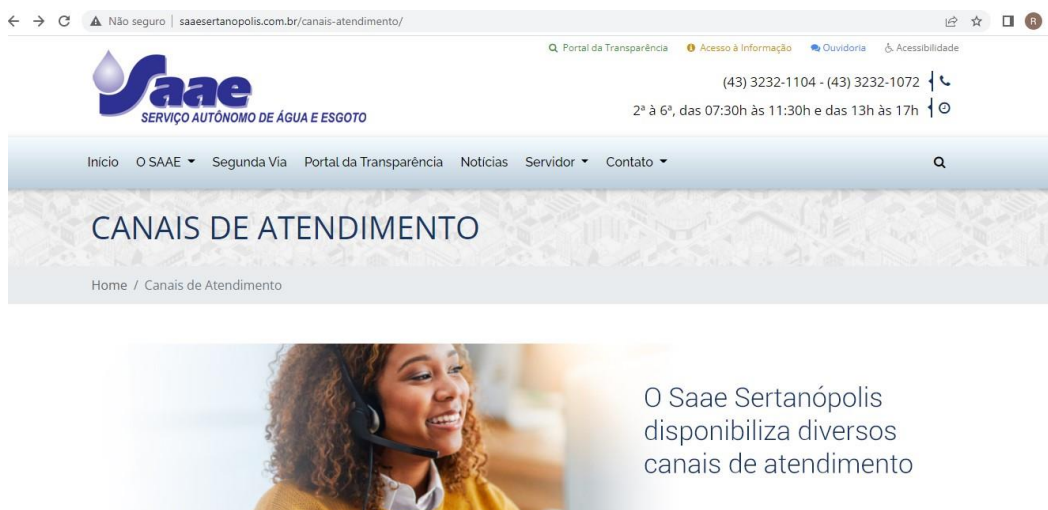 Não seguro | saaesertanopolis.com.br/canais-atendimento/
R
Portal da Transparência Acesso à Informação Ouvidoria Acessibilidade
Saae
SERVIÇO AUTÔNOMO DE ÁGUA E ESGOTO
(43) 3232-1104 - (43) 3232-1072
2ª à 6ª, das 07:30h às 11:30h e das 13h às 17h
Início O SAAE Segunda Via Portal da Transparência Notícias Servidor Contato
CANAIS DE ATENDIMENTO
Home / Canais de Atendimento
O Saae Sertanópolis
disponibiliza diversos
canais de atendimento